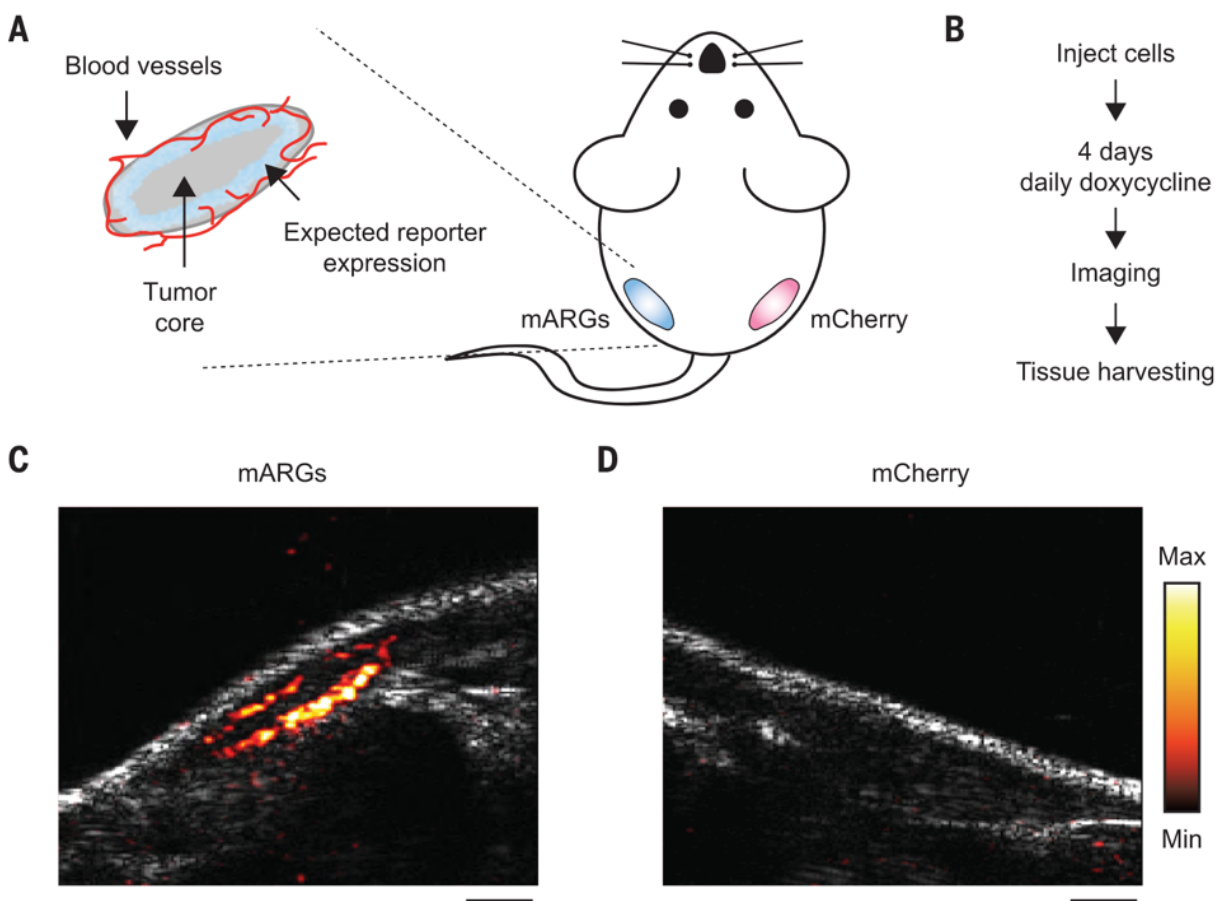 A
Blood vessels
Expected reporter
expression
Tumor
core
mARGs
mCherry
B
Inject cells
4 days
daily doxycycline
Imaging
Tissue harvesting
C
mARGs
D
mCherry
Max
Min